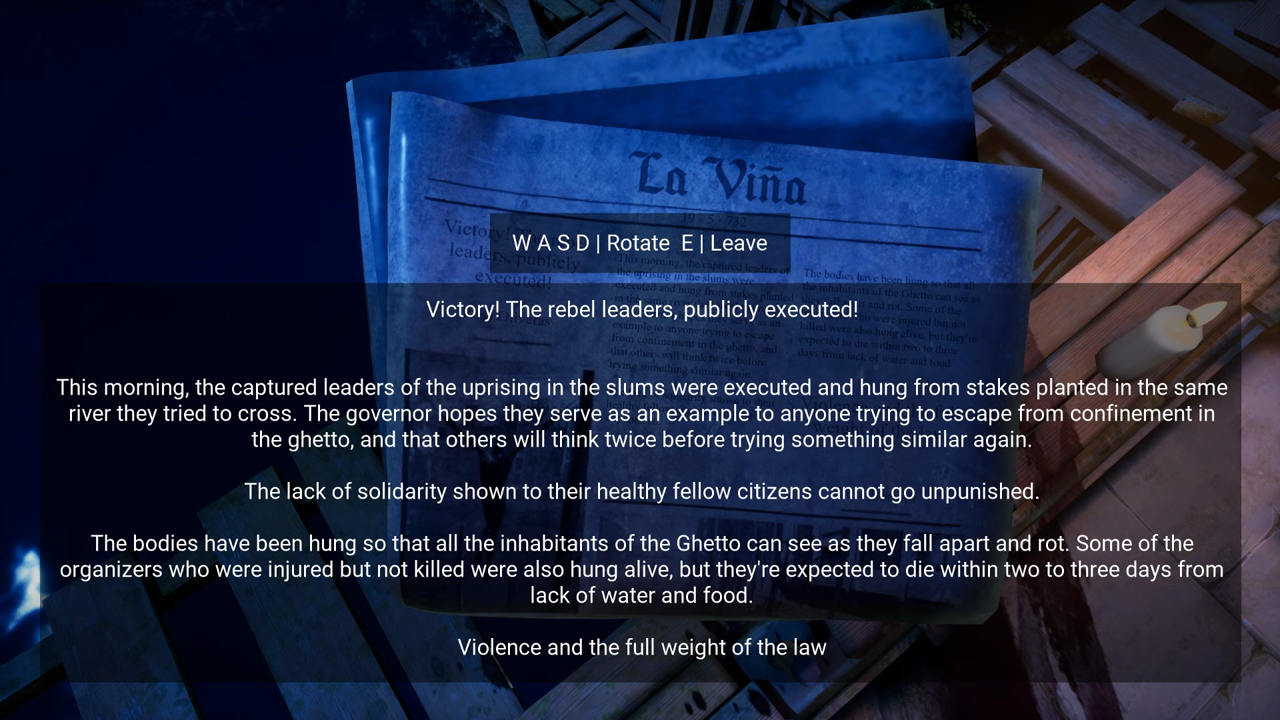 La Viña
W A S D | Rotate E | Leave
Victory! The rebel leaders, publicly executed!
This morning, the captured leaders of the uprising in the slums were executed and hung from stakes planted in the same
river they tried to cross. The governor hopes they serve as an example to anyone trying to escape from confinement in
the ghetto, and that others will think twice before trying something similar again.
The lack of solidarity shown to their healthy fellow citizens cannot go unpunished.
The bodies have been hung so that all the inhabitants of the Ghetto can see as they fall apart and rot. Some of the
organizers who were injured but not killed were also hung alive, but they're expected to die within two to three days from
lack of water and food.
Violence and the full weight of the law